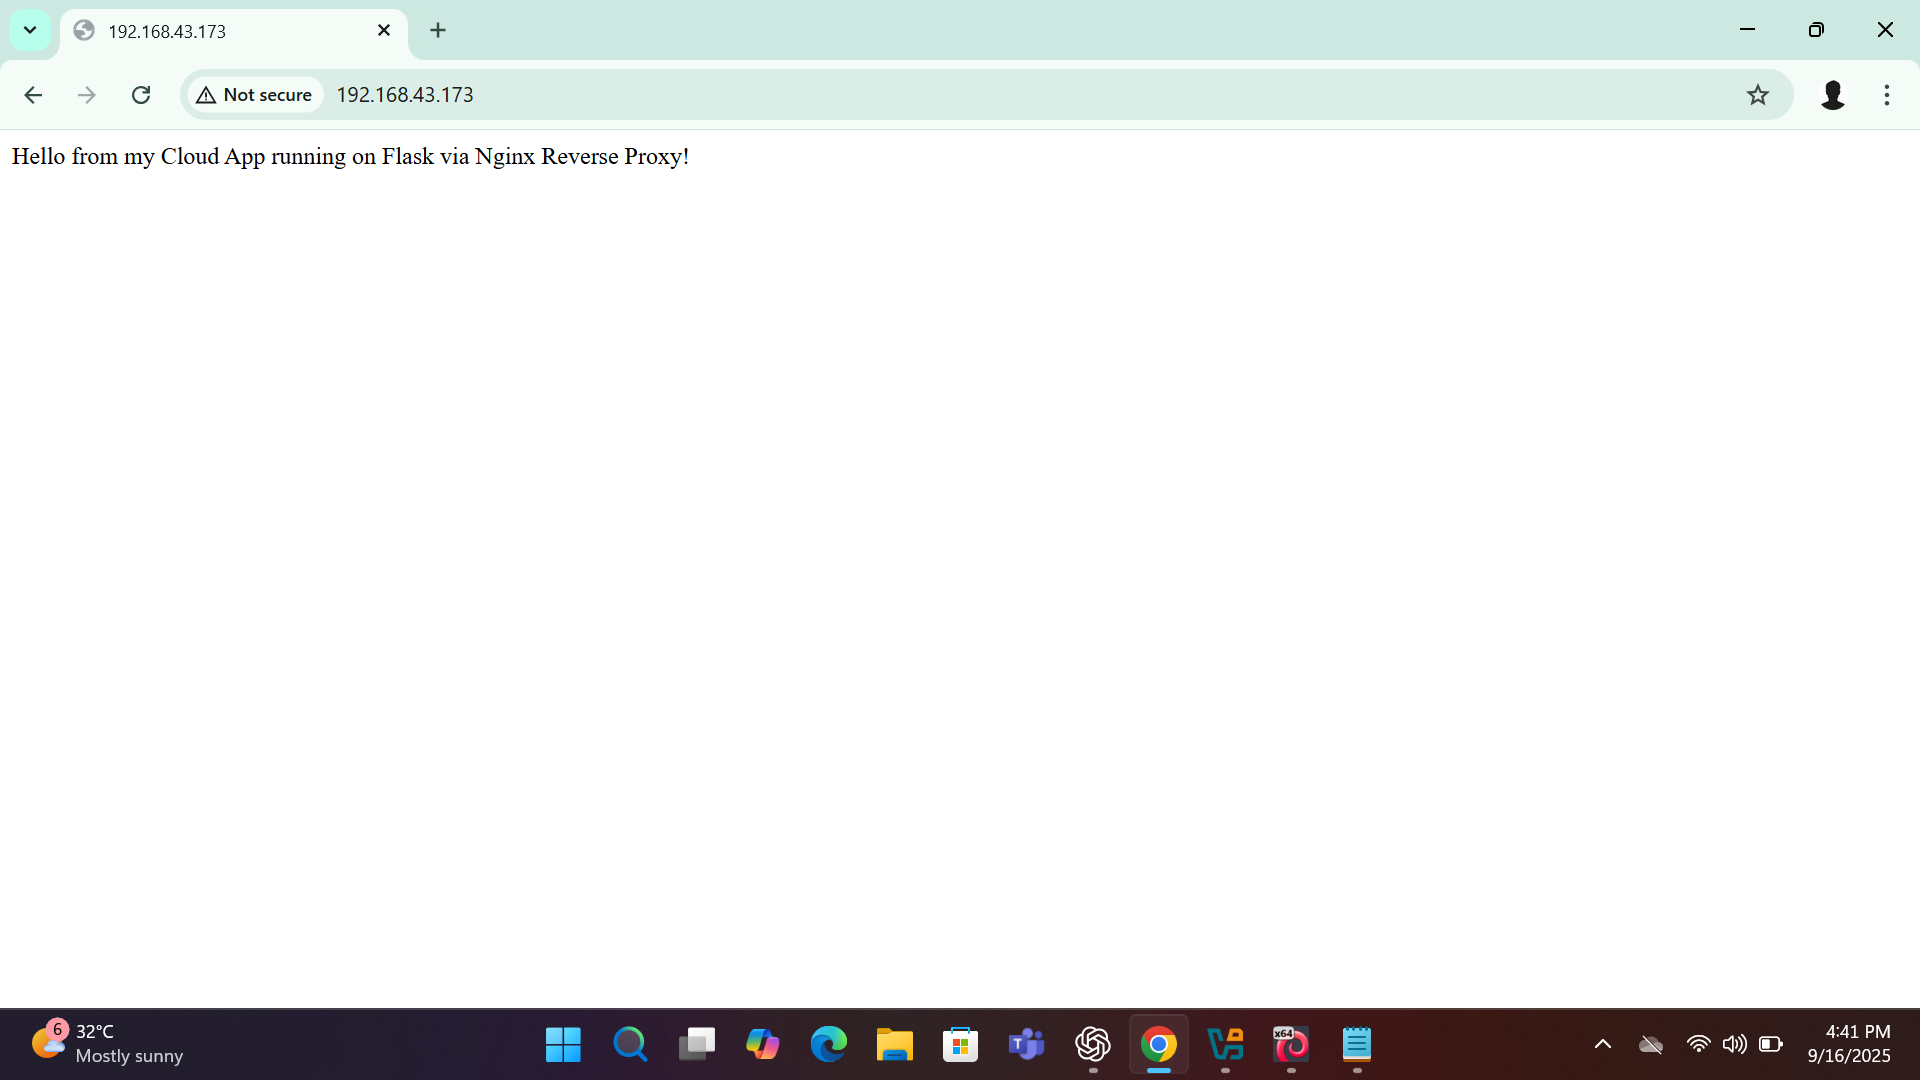 192.168.43.173
Not secure
192.168.43.173
Hello from my Cloud App running on Flask via Nginx Reverse Proxy!
6
32°C
Mostly sunny
T
x64
4:41 PM
9/16/2025